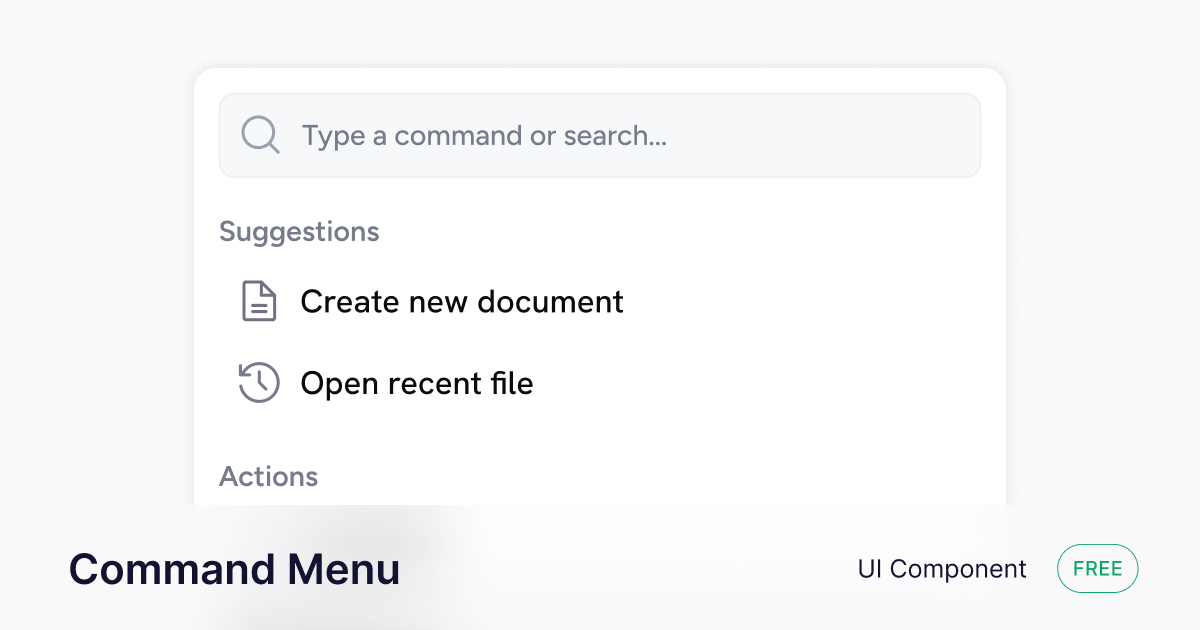 Type a command or search...
Suggestions
Create new document
Open recent file
Actions
Command Menu
UI Component
FREE